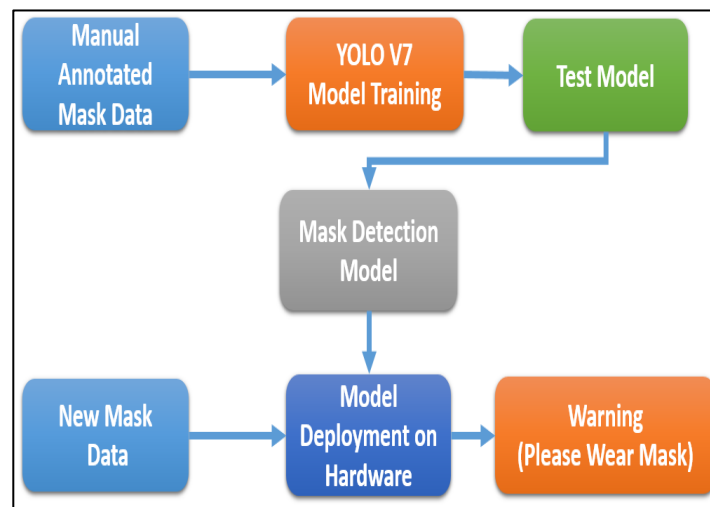 Manual
Annotated
Mask Data
YOLO V7
Model Training
Test Model
Mask Detection
Model
New Mask
Data
Model
Deployment on
Hardware
Warning
(Please Wear Mask)